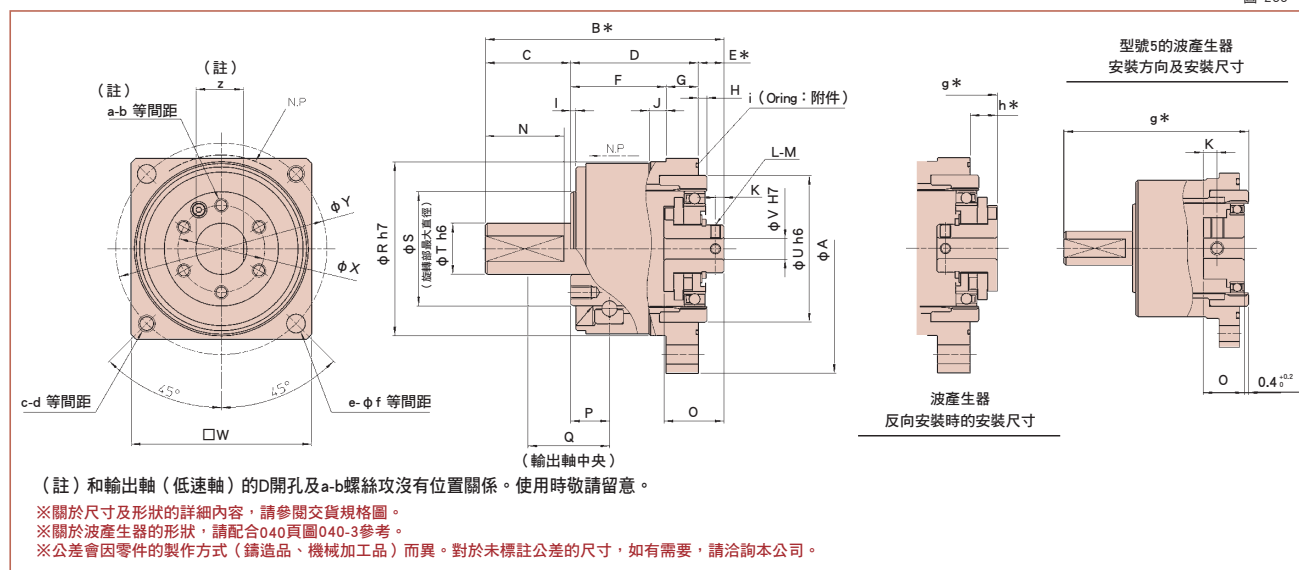 B＊
C
D
E＊
F
G
H
I
J
i（Oring：附件）
N
N.P
L-M
K
（註）
z
（註）
a-b 等間距
N.P
φY
φX
45°
45°
c-d 等間距
e-φf 等間距
□W
φR h7
φS
（旋轉部最大直徑）
φT h6
φV H7
φU h6
φA
P
O
Q
（輸出軸中央）
g＊
h＊
波產生器
反向安裝時的安裝尺寸
型號5的波產生器
安裝方向及安裝尺寸
g＊
K
O
0.4 +0.2 0
（註）和輸出軸（低速軸）的D開孔及a-b螺絲攻沒有位置關係。使用時敬請留意。
※關於尺寸及形狀的詳細內容，請參閱交貨規格圖。
※關於波產生器的形狀，請配合040頁圖040-3參考。
※公差會因零件的製作方式（鑄造品、機械加工品）而異。對於未標註公差的尺寸，如有需要，請洽詢本公司。